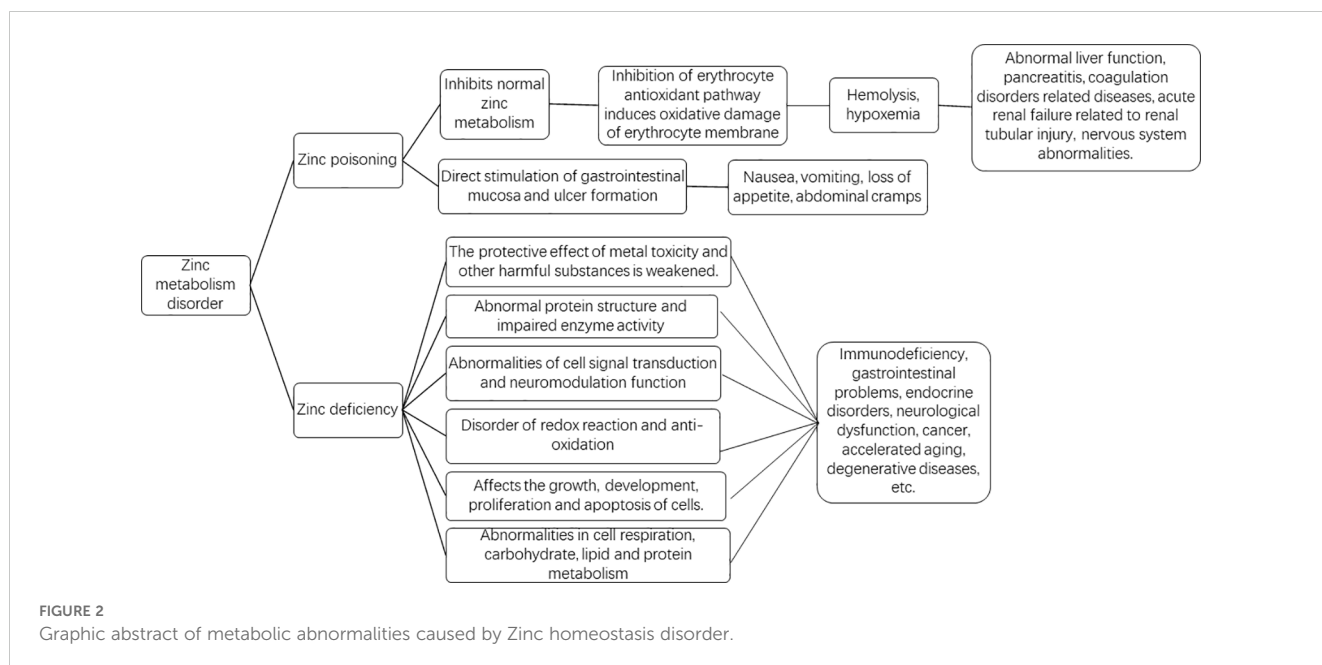 Zinc
metabolism
disorder
Zinc poisoning
Inhibits normal
zinc
metabolism
Inhibition of erythrocyte
antioxidant pathway
induces oxidative damage
of erythrocyte membrane
Hemolysis,
hypoxemia
Abnormal liver function,
pancreatitis, coagulation
disorders related diseases, acute
renal failure related to renal
tubular injury, nervous system
abnormalities.
Direct stimulation of gastrointestinal
mucosa and ulcer formation
Nausea, vomiting, loss of
appetite, abdominal cramps
Zinc deficiency
The protective effect of metal toxicity and
other harmful substances is weakened.
Abnormal protein structure and
impaired enzyme activity
Abnormalities of cell signal transduction
and neuromodulation function
Disorder of redox reaction and anti-
oxidation
Affects the growth, development,
proliferation and apoptosis of cells.
Abnormalities in cell respiration,
carbohydrate, lipid and protein
metabolism
Immunodeficiency,
gastrointestinal
problems, endocrine
disorders, neurological
dysfunction, cancer,
accelerated aging,
degenerative diseases,
etc.
FIGURE 2
Graphic abstract of metabolic abnormalities caused by Zinc homeostasis disorder.